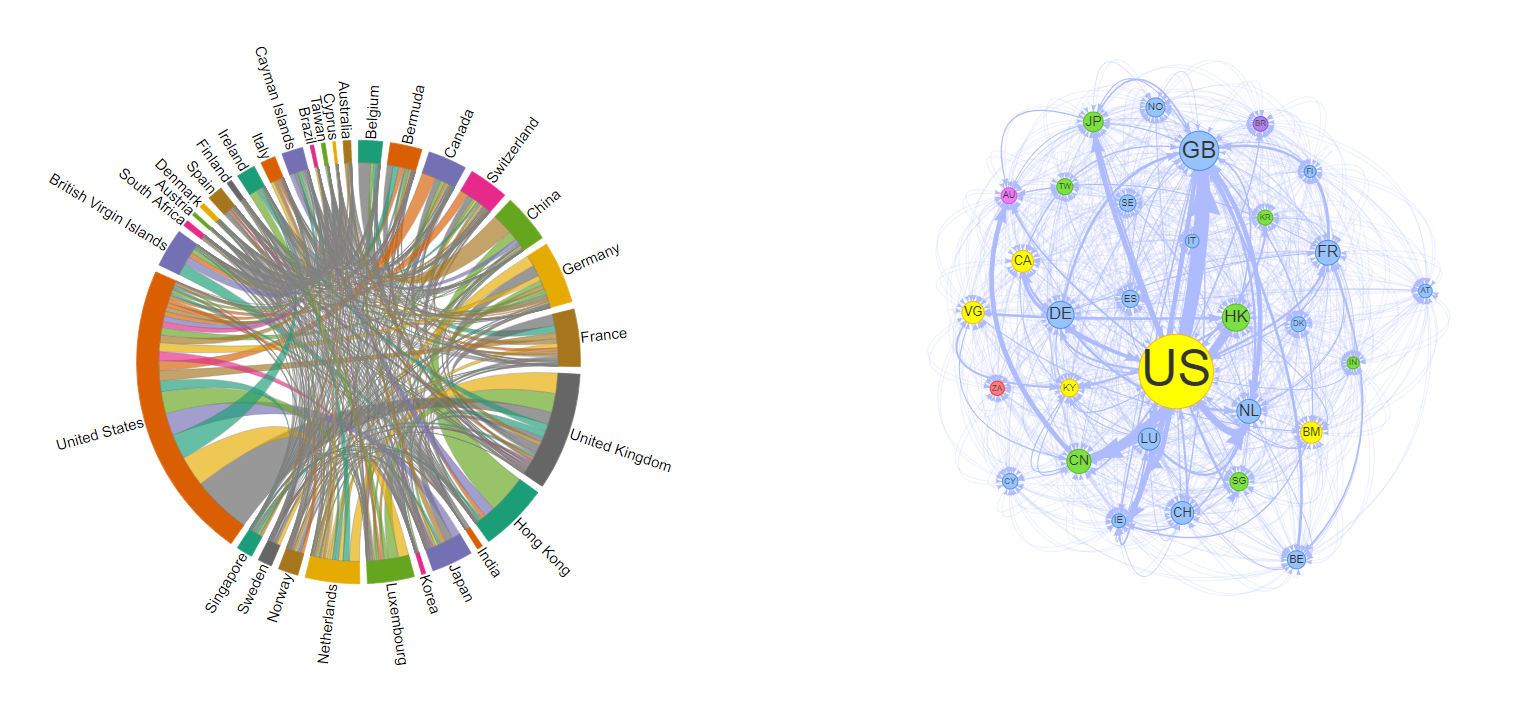 Cayman Islands
Brazil
Taiwan
Cyprus
Australia
Belgium
Bermuda
Canada
Switzerland
China
Germany
France
United Kingdom
Hong Kong
India
Japan
Korea
Luxembourg
Netherlands
Norway
Sweden
Singapore
United States
British Virgin Islands
South Africa
Austria
Denmark
Spain
Finland
Ireland
Italy
NO
JP
BR
GB
FI
TW
AU
SE
KR
IT
FR
CA
AT
ES
VG
DE
HK
DK
IN
US
ZA
KY
NL
BM
LU
CN
CY
SG
CH
IE
BE